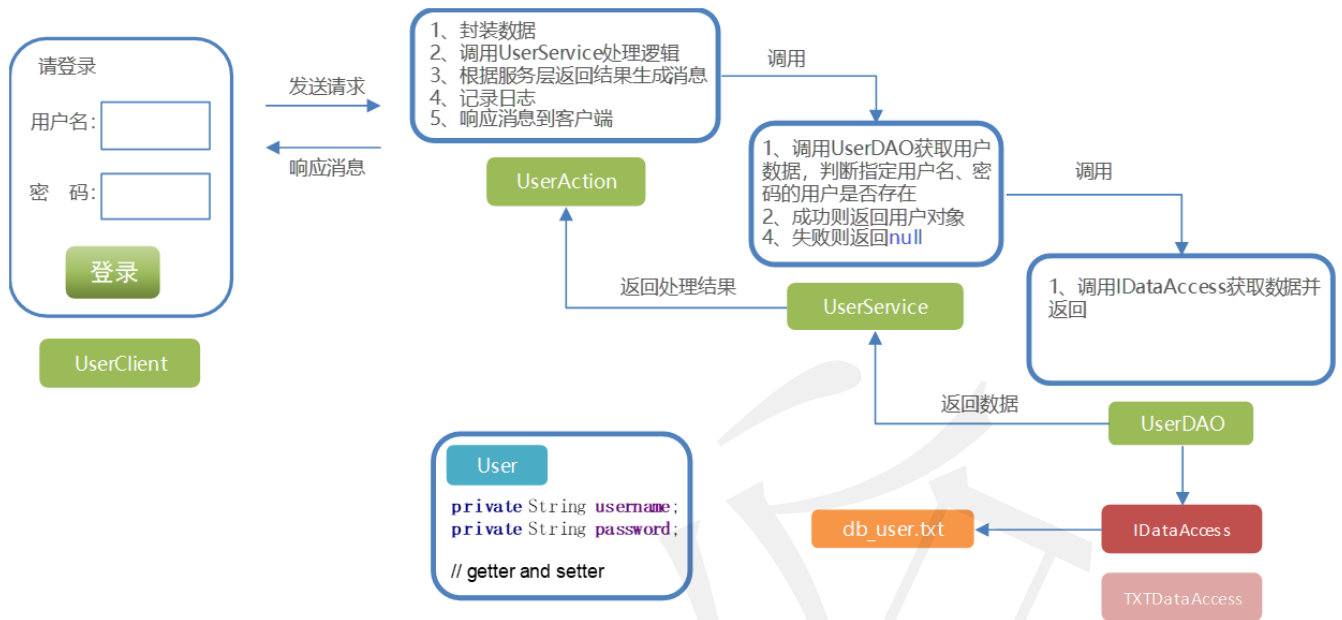 请登录
用户名:
密 码:
登录
UserClient
发送请求
响应消息
1、封装数据
2、调用UserService处理逻辑
3、根据服务层返回结果生成消息
4、记录日志
5、响应消息到客户端
UserAction
调用
1、调用UserDAO获取用户
数据，判断指定用户名、密
码的用户是否存在
2、成功则返回用户对象
4、失败则返回null
UserService
返回处理结果
调用
1、调用IDataAccess获取数据并
返回
UserDAO
返回数据
User
private String username;
private String password;
// getter and setter
db_user.txt
IDataAccess
TXTDataAccess